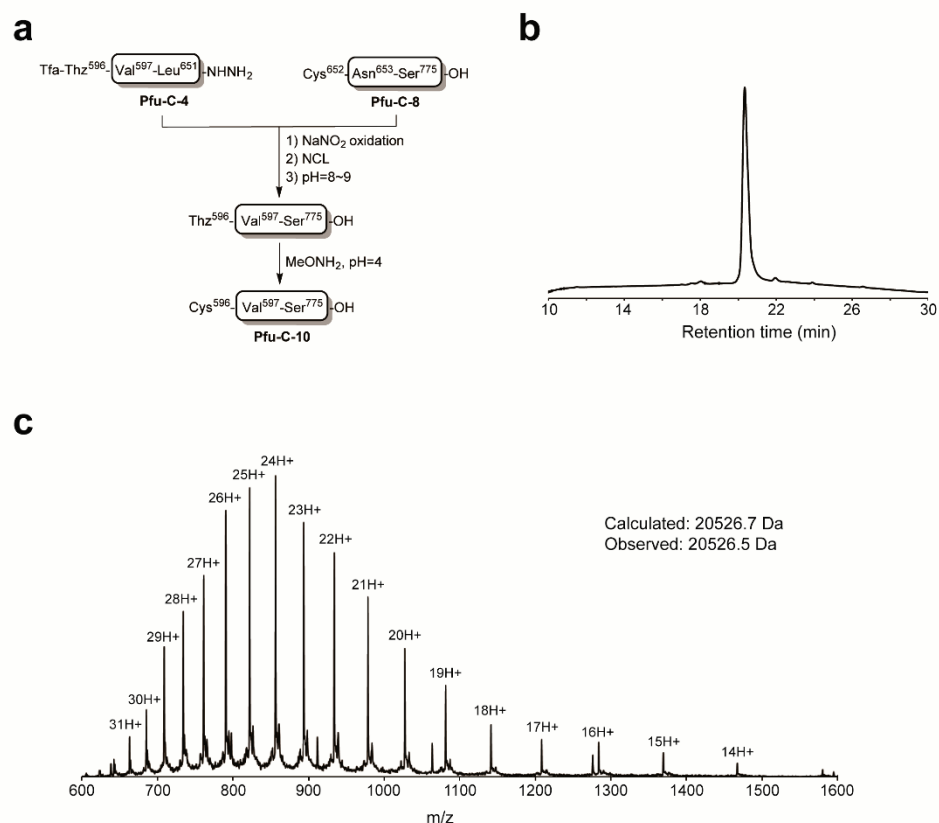 a
Tfa-Thz⁵⁹⁶-Val⁵⁹⁷-Leu⁶⁵¹-NHNH₂
Pfu-C-4
Cys⁶⁵²-Asn⁶⁵³-Ser⁷⁷⁵-OH
Pfu-C-8
1) NaNO₂ oxidation
2) NCL
3) pH=8~9
Thz⁵⁹⁶-Val⁵⁹⁷-Ser⁷⁷⁵-OH
MeONH₂, pH=4
Cys⁵⁹⁶-Val⁵⁹⁷-Ser⁷⁷⁵-OH
Pfu-C-10
b
10 14 18 22 26 30
Retention time (min)
c
31H+
30H+
29H+
28H+
27H+
26H+
25H+
24H+
23H+
22H+
21H+
20H+
19H+
18H+
17H+
16H+
15H+
14H+
Calculated: 20526.7 Da
Observed: 20526.5 Da
600 700 800 900 1000 1100 1200 1300 1400 1500 1600
m/z